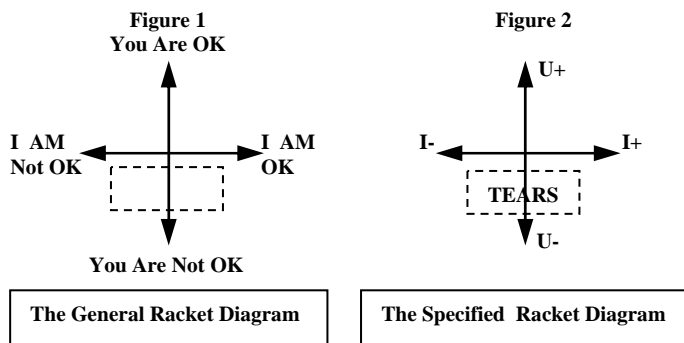 Figure 1
You Are OK
I AM
Not OK
I AM
OK
You Are Not OK
The General Racket Diagram
Figure 2
U+
I-
I+
TEARS
U-
The Specified Racket Diagram